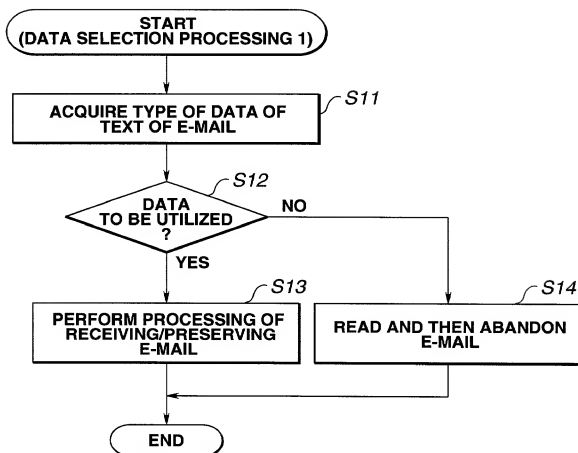 START
(DATA SELECTION PROCESSING 1)
S11
ACQUIRE TYPE OF DATA OF
TEXT OF E-MAIL
S12
DATA
TO BE UTILIZED
?
NO
YES
S13
PERFORM PROCESSING OF
RECEIVING/PRESERVING
E-MAIL
S14
READ AND THEN ABANDON
E-MAIL
END